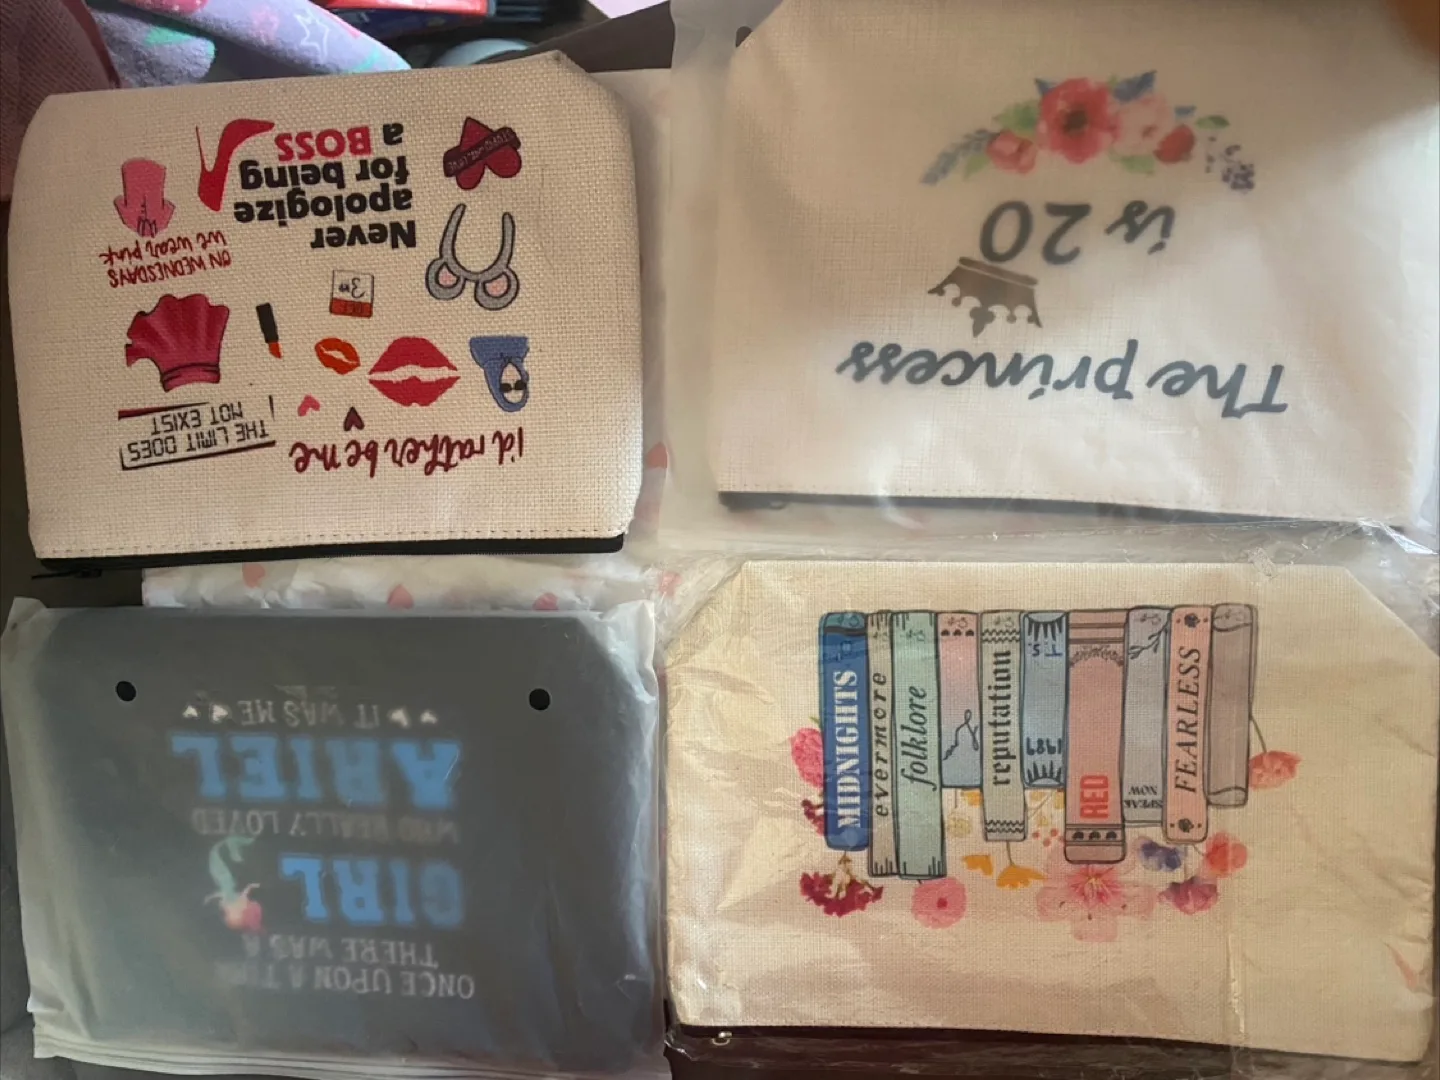 i'd rather be me
THE LIMIT DOES
NOT EXIST
ON WEDNESDAYS
we wear pink
Never
apologize
for being
a BOSS
The princess
is 20
ONCE UPON A TIME
THERE WAS A
GIRL
WHO REALLY LOVED
ARIEL
IT WAS ME
MIDNIGHTS
evermore
folklore
reputation
T.S.
1989
RED
SPEAK
NOW
FEARLESS